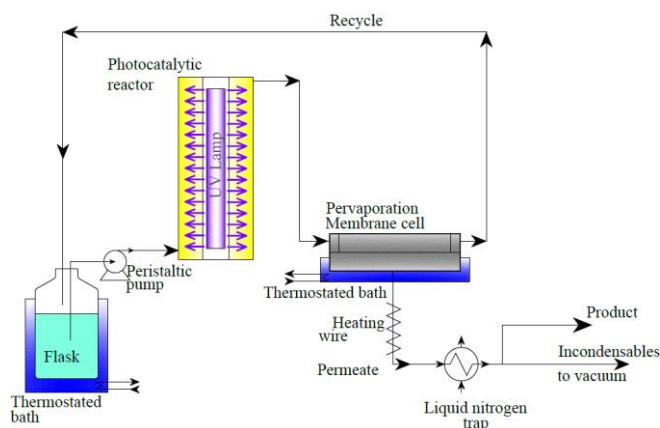 Recycle
Photocatalytic
reactor
UV Lamp
Pervaporation
Membrane cell
Peristaltic
pump
Thermostated bath
Flask
Heating
wire
Product
Incondensables
to vacuum
Permeate
Liquid nitrogen
trap
Thermostated
bath